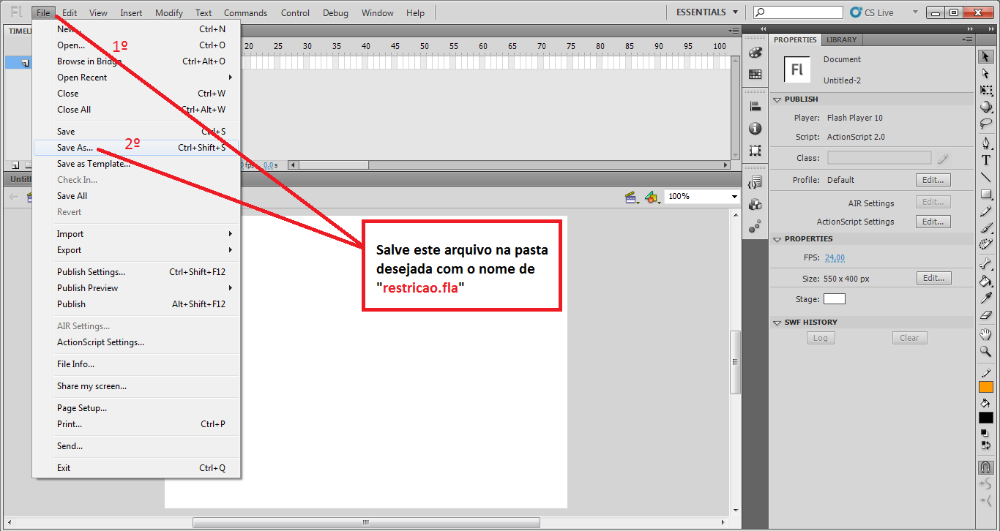 Fl
File Edit View Insert Modify Text Commands Control Debug Window Help
ESSENTIALS
CS Live
New... Ctrl+N
Open... Ctrl+O
Browse in Bridge Ctrl+Alt+O
Open Recent
Close Ctrl+W
Close All Ctrl+Alt+W
Save Ctrl+S
Save As... Ctrl+Shift+S
Save as Template...
Check In...
Save All
Revert
Import
Export
Publish Settings... Ctrl+Shift+F12
Publish Preview
Publish Alt+Shift+F12
AIR Settings...
ActionScript Settings...
File Info...
Share my screen...
Page Setup...
Print... Ctrl+P
Send...
Exit Ctrl+Q
1º
2º
20 25 30 35 40 45 50 55 60 65 70 75 80 85 90 95 100
fps 0,0 s
100%
Salve este arquivo na pasta
desejada com o nome de
"restricao.fla"
PROPERTIES LIBRARY
Fl
Document
Untitled-2
PUBLISH
Player: Flash Player 10
Script: ActionScript 2.0
Class:
Profile: Default Edit...
AIR Settings Edit...
ActionScript Settings Edit...
PROPERTIES
FPS: 24,00
Size: 550 x 400 px Edit...
Stage:
SWF HISTORY
Log Clear